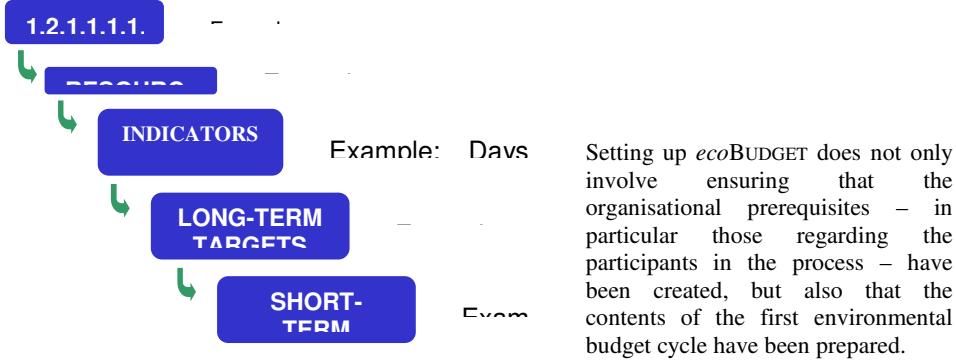 1.2.1.1.1.1.
INDICATORS
Example: Days
LONG-TERM
TARGETS
SHORT-
TERM
Setting up ecoBUDGET does not only
involve ensuring that the
organisational prerequisites – in
particular those regarding the
participants in the process – have
been created, but also that the
contents of the first environmental
budget cycle have been prepared.